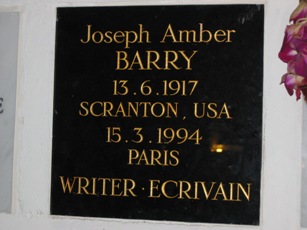 Joseph Amber
BARRY
13.6.1917
SCRANTON, USA
15.3.1994
PARIS
WRITER · ECRIVAIN